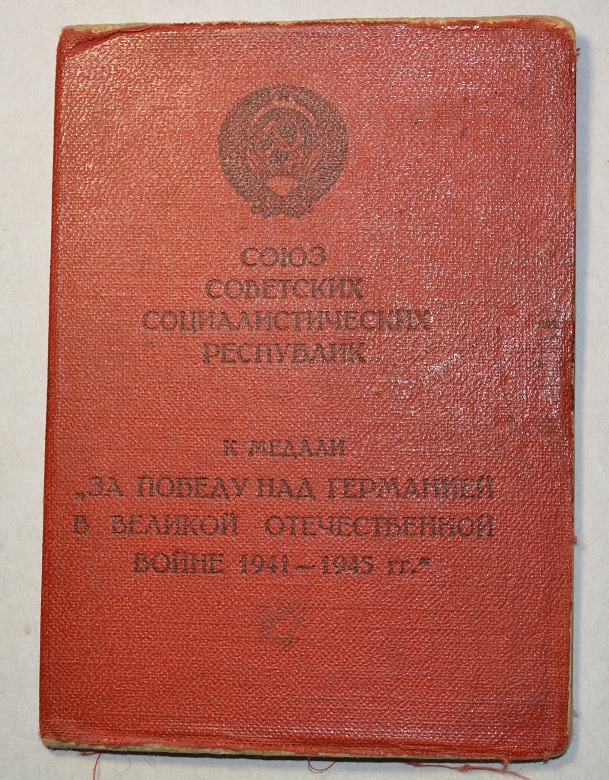 СОЮЗ
СОВЕТСКИХ
СОЦИАЛИСТИЧЕСКИХ
РЕСПУБЛИК
К МЕДАЛИ
„ЗА ПОБЕДУ НАД ГЕРМАНИЕЙ
В ВЕЛИКОЙ ОТЕЧЕСТВЕННОЙ
ВОЙНЕ 1941—1945 гг.“